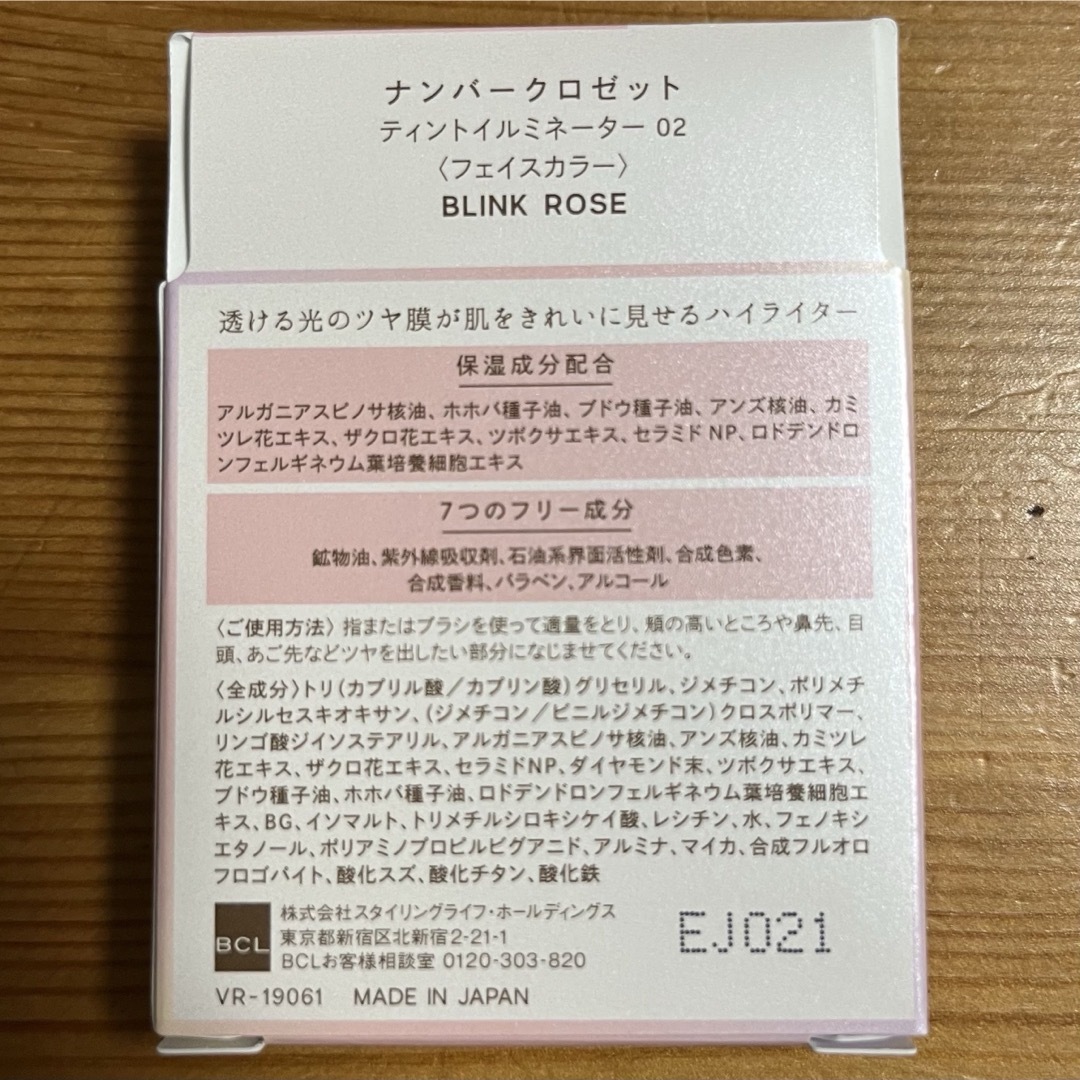 ナンバークロゼット
ティントイルミネーター 02
〈フェイスカラー〉
BLINK ROSE
透ける光のツヤ膜が肌をきれいに見せるハイライター
保湿成分配合
アルガニアスピノサ核油、ホホバ種子油、ブドウ種子油、アンズ核油、カミ
ツレ花エキス、ザクロ花エキス、ツボクサエキス、セラミドNP、ロドデンドロ
ンフェルギネウム葉培養細胞エキス
7つのフリー成分
鉱物油、紫外線吸収剤、石油系界面活性剤、合成色素、
合成香料、パラベン、アルコール
〈ご使用方法〉指またはブラシを使って適量をとり、頬の高いところや鼻先、目
頭、あご先などツヤを出したい部分になじませてください。
〈全成分〉トリ(カプリル酸/カプリン酸)グリセリル、ジメチコン、ポリメチ
ルシルセスキオキサン、(ジメチコン/ビニルジメチコン)クロスポリマー、
リンゴ酸ジイソステアリル、アルガニアスピノサ核油、アンズ核油、カミツレ
花エキス、ザクロ花エキス、セラミドNP、ダイヤモンド末、ツボクサエキス、
ブドウ種子油、ホホバ種子油、ロドデンドロンフェルギネウム葉培養細胞エ
キス、BG、イソマルト、トリメチルシロキシケイ酸、レシチン、水、フェノキシ
エタノール、ポリアミノプロピルビグアニド、アルミナ、マイカ、合成フルオロ
フロゴパイト、酸化スズ、酸化チタン、酸化鉄
BCL
株式会社スタイリングライフ・ホールディングス
東京都新宿区北新宿2-21-1
BCLお客様相談室 0120-303-820
EJ021
VR-19061 MADE IN JAPAN